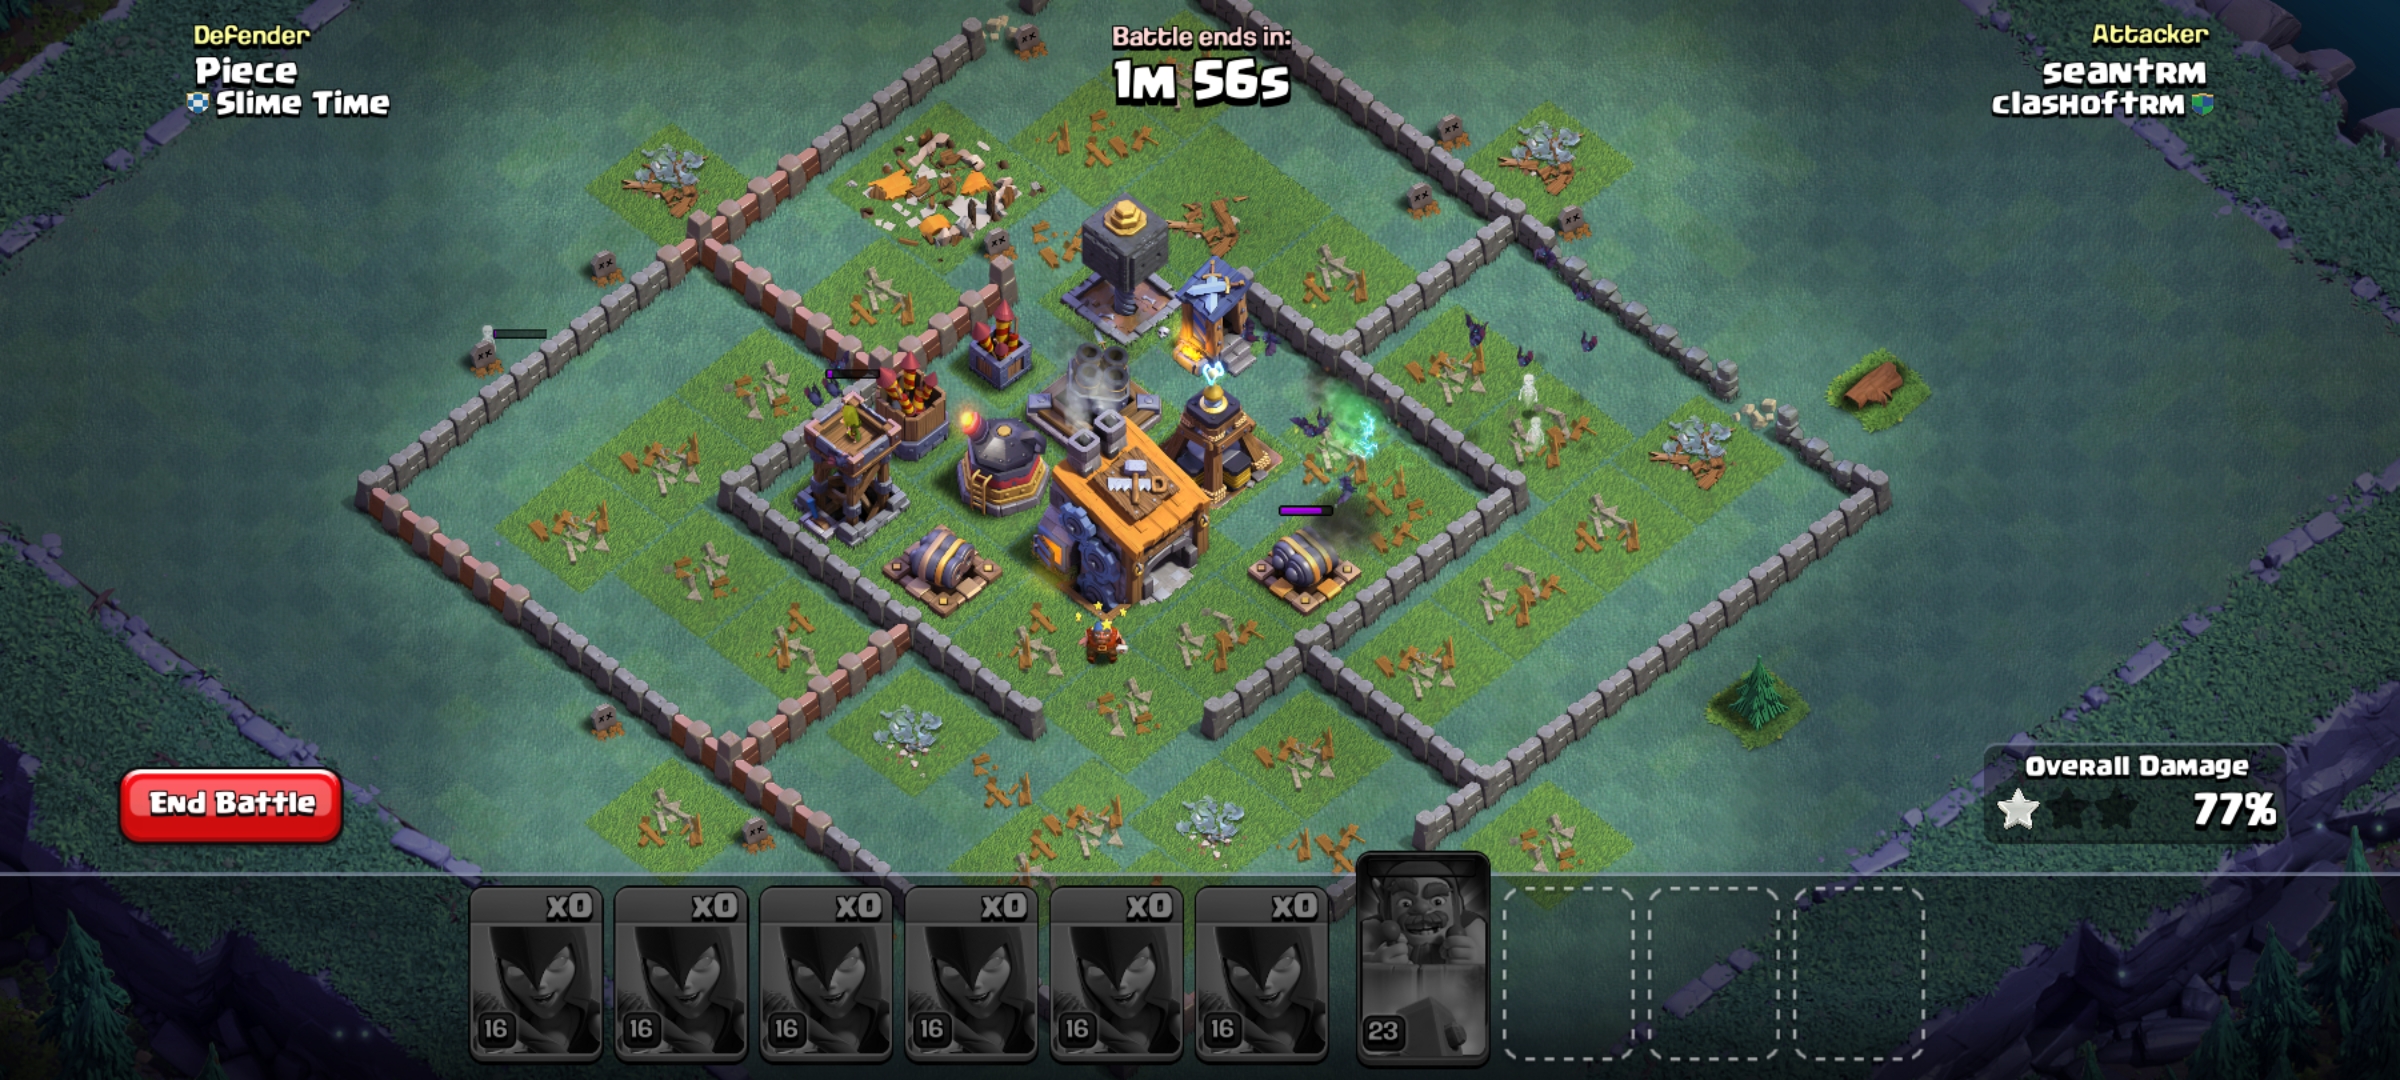 Defender
Piece
Slime Time
Battle ends in:
1M 56s
Attacker
seantRM
clashoftRM
End Battle
Overall Damage
77%
x0 x0 x0 x0 x0 x0
16 16 16 16 16 16 23